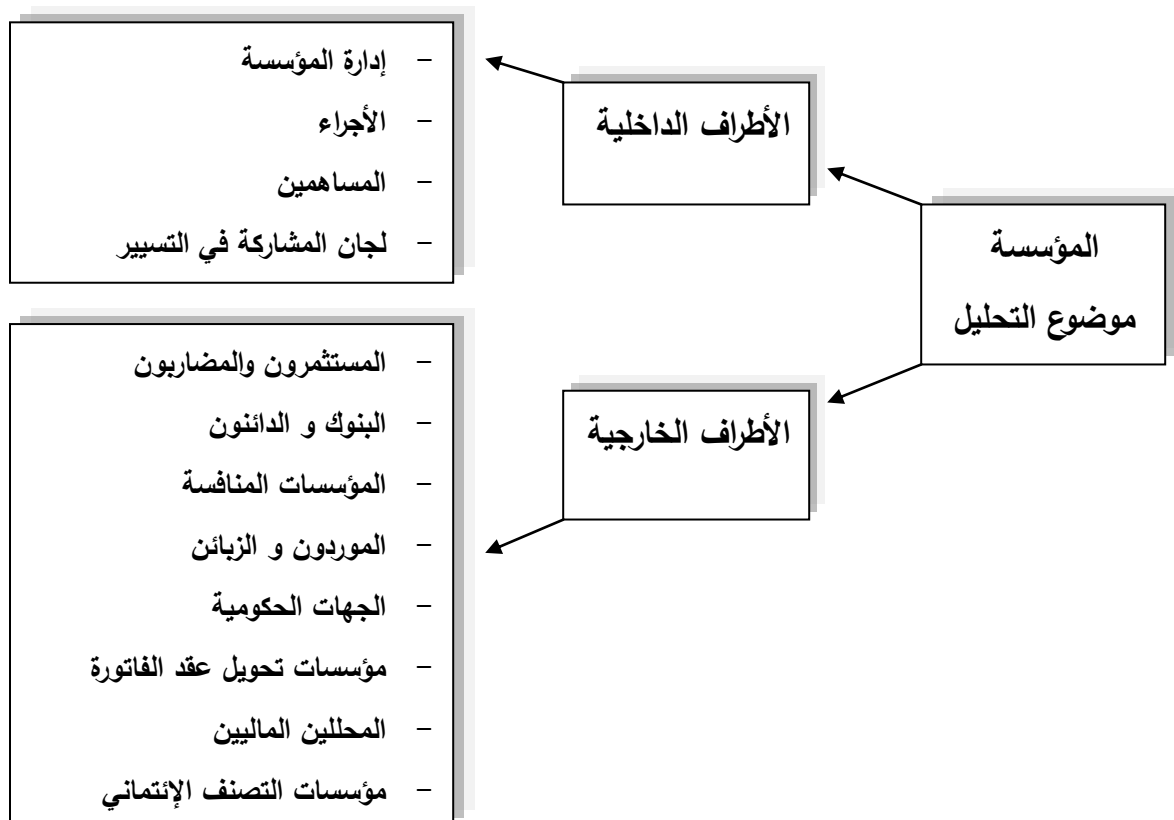 المؤسسة
موضوع التحليل
الأطراف الداخلية
- إدارة المؤسسة
- الأجراء
- المساهمين
- لجان المشاركة في التسيير
الأطراف الخارجية
- المستثمرون والمضاربون
- البنوك و الدائنون
- المؤسسات المنافسة
- الموردون و الزبائن
- الجهات الحكومية
- مؤسسات تحويل عقد الفاتورة
- المحللين الماليين
- مؤسسات التصنف الإئتماني